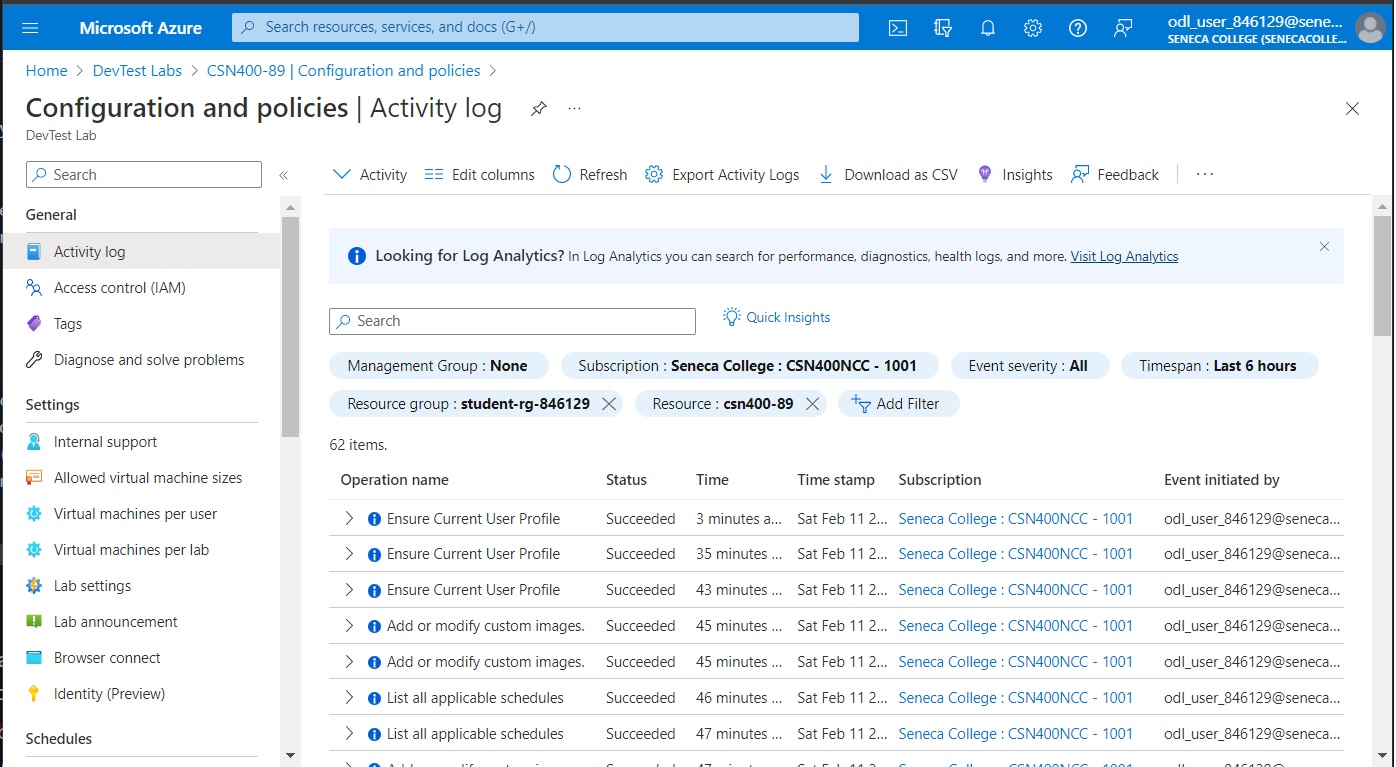 Microsoft Azure
Search resources, services, and docs (G+/)
odl_user_846129@sene...
SENECA COLLEGE (SENECACOLLE...
Home > DevTest Labs > CSN400-89 | Configuration and policies >
Configuration and policies | Activity log
DevTest Lab
Search
General
Activity log
Access control (IAM)
Tags
Diagnose and solve problems
Settings
Internal support
Allowed virtual machine sizes
Virtual machines per user
Virtual machines per lab
Lab settings
Lab announcement
Browser connect
Identity (Preview)
Schedules
Activity Edit columns Refresh Export Activity Logs Download as CSV Insights Feedback
Looking for Log Analytics? In Log Analytics you can search for performance, diagnostics, health logs, and more. Visit Log Analytics
Search
Quick Insights
Management Group : None Subscription : Seneca College : CSN400NCC - 1001 Event severity : All Timespan : Last 6 hours
Resource group : student-rg-846129 Resource : csn400-89 Add Filter
62 items.
Operation name Status Time Time stamp Subscription Event initiated by
Ensure Current User Profile Succeeded 3 minutes a... Sat Feb 11 2... Seneca College : CSN400NCC - 1001 odl_user_846129@seneca...
Ensure Current User Profile Succeeded 35 minutes ... Sat Feb 11 2... Seneca College : CSN400NCC - 1001 odl_user_846129@seneca...
Ensure Current User Profile Succeeded 43 minutes ... Sat Feb 11 2... Seneca College : CSN400NCC - 1001 odl_user_846129@seneca...
Add or modify custom images. Succeeded 45 minutes ... Sat Feb 11 2... Seneca College : CSN400NCC - 1001 odl_user_846129@seneca...
Add or modify custom images. Succeeded 45 minutes ... Sat Feb 11 2... Seneca College : CSN400NCC - 1001 odl_user_846129@seneca...
List all applicable schedules Succeeded 46 minutes ... Sat Feb 11 2... Seneca College : CSN400NCC - 1001 odl_user_846129@seneca...
List all applicable schedules Succeeded 47 minutes ... Sat Feb 11 2... Seneca College : CSN400NCC - 1001 odl_user_846129@seneca...